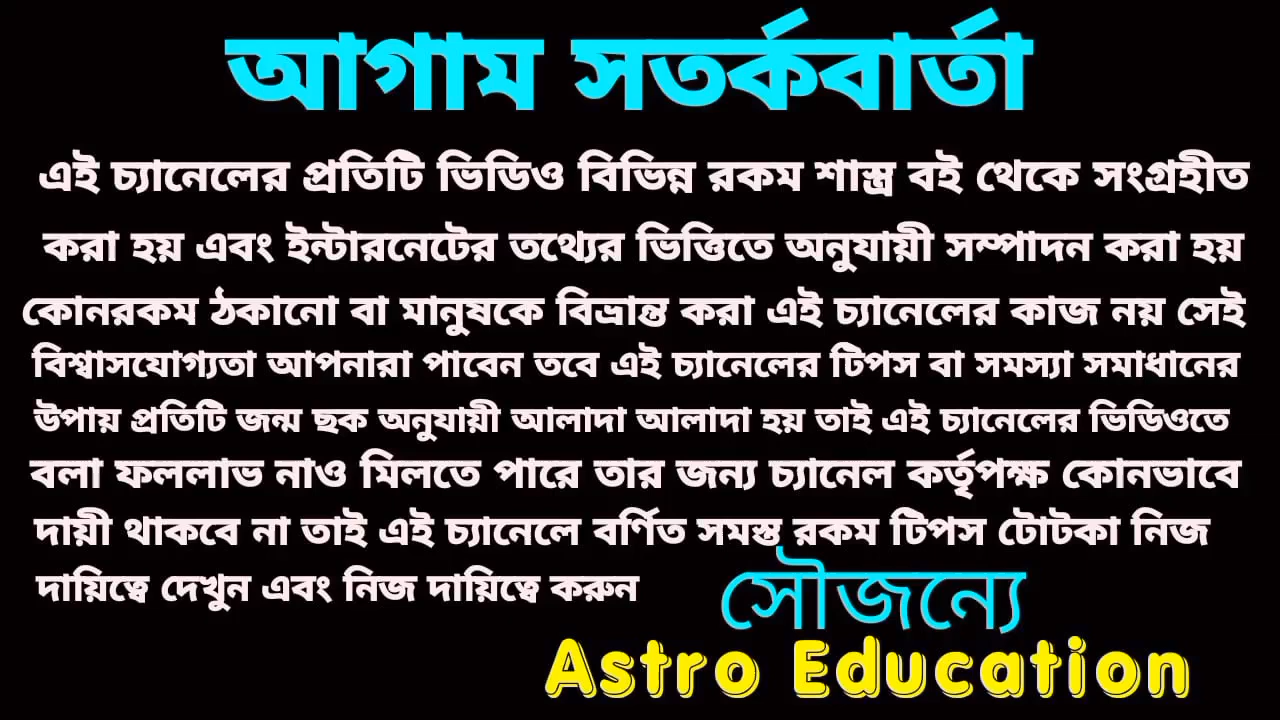 আগাম সতর্কবার্তা
এই চ্যানেলের প্রতিটি ভিডিও বিভিন্ন রকম শাস্ত্র বই থেকে সংগ্রহীত
করা হয় এবং ইন্টারনেটের তথ্যের ভিত্তিতে অনুযায়ী সম্পাদন করা হয়
কোনরকম ঠকানো বা মানুষকে বিভ্রান্ত করা এই চ্যানেলের কাজ নয় সেই
বিশ্বাসযোগ্যতা আপনারা পাবেন তবে এই চ্যানেলের টিপস বা সমস্যা সমাধানের
উপায় প্রতিটি জন্ম ছক অনুযায়ী আলাদা আলাদা হয় তাই এই চ্যানেলের ভিডিওতে
বলা ফললাভ নাও মিলতে পারে তার জন্য চ্যানেল কর্তৃপক্ষ কোনভাবে
দায়ী থাকবে না তাই এই চ্যানেলে বর্ণিত সমস্ত রকম টিপস টোটকা নিজ
দায়িত্বে দেখুন এবং নিজ দায়িত্বে করুন
সৌজন্যে
Astro Education